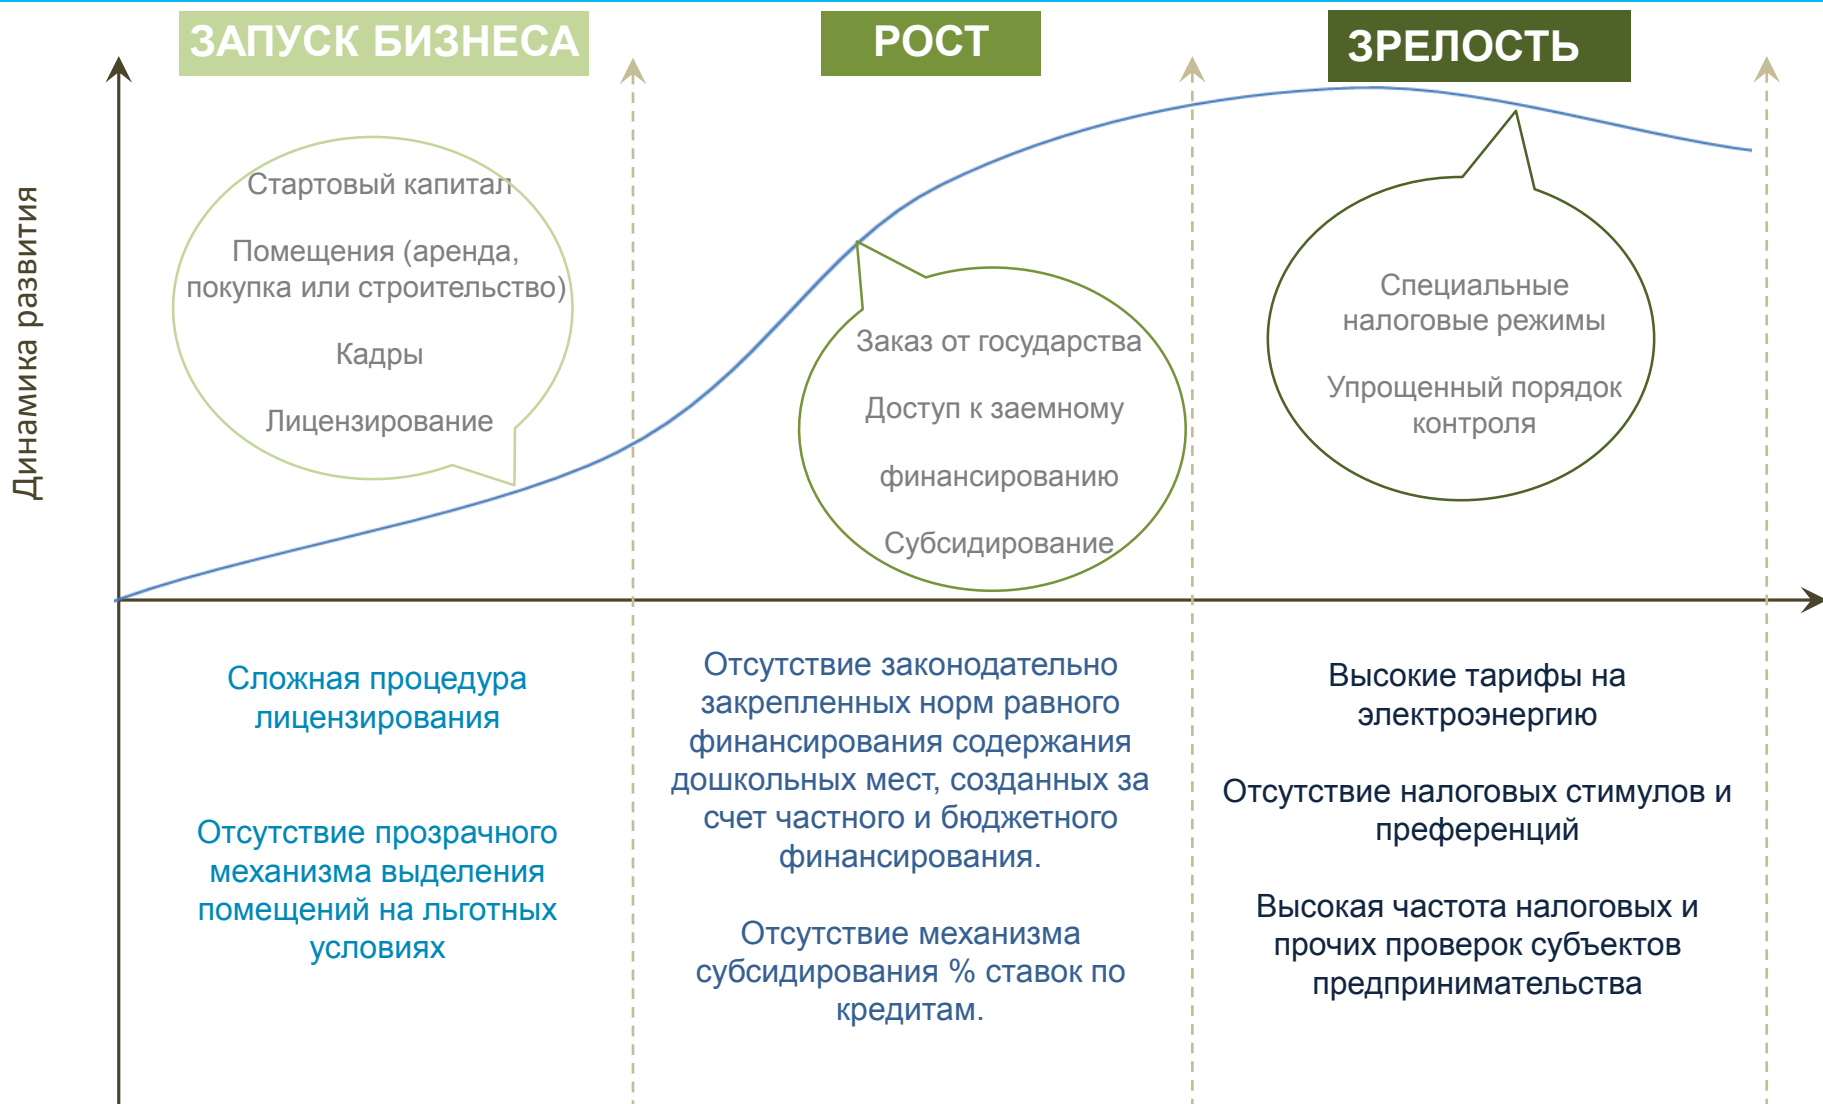 ЗАПУСК БИЗНЕСА
РОСТ
ЗРЕЛОСТЬ
Динамика развития
Стартовый капитал
Помещения (аренда,
покупка или строительство)
Кадры
Лицензирование
Заказ от государства
Доступ к заемному
финансированию
Субсидирование
Специальные
налоговые режимы
Упрощенный порядок
контроля
Сложная процедура
лицензирования
Отсутствие прозрачного
механизма выделения
помещений на льготных
условиях
Отсутствие законодательно
закрепленных норм равного
финансирования содержания
дошкольных мест, созданных за
счет частного и бюджетного
финансирования.
Отсутствие механизма
субсидирования % ставок по
кредитам.
Высокие тарифы на
электроэнергию
Отсутствие налоговых стимулов и
преференций
Высокая частота налоговых и
прочих проверок субъектов
предпринимательства